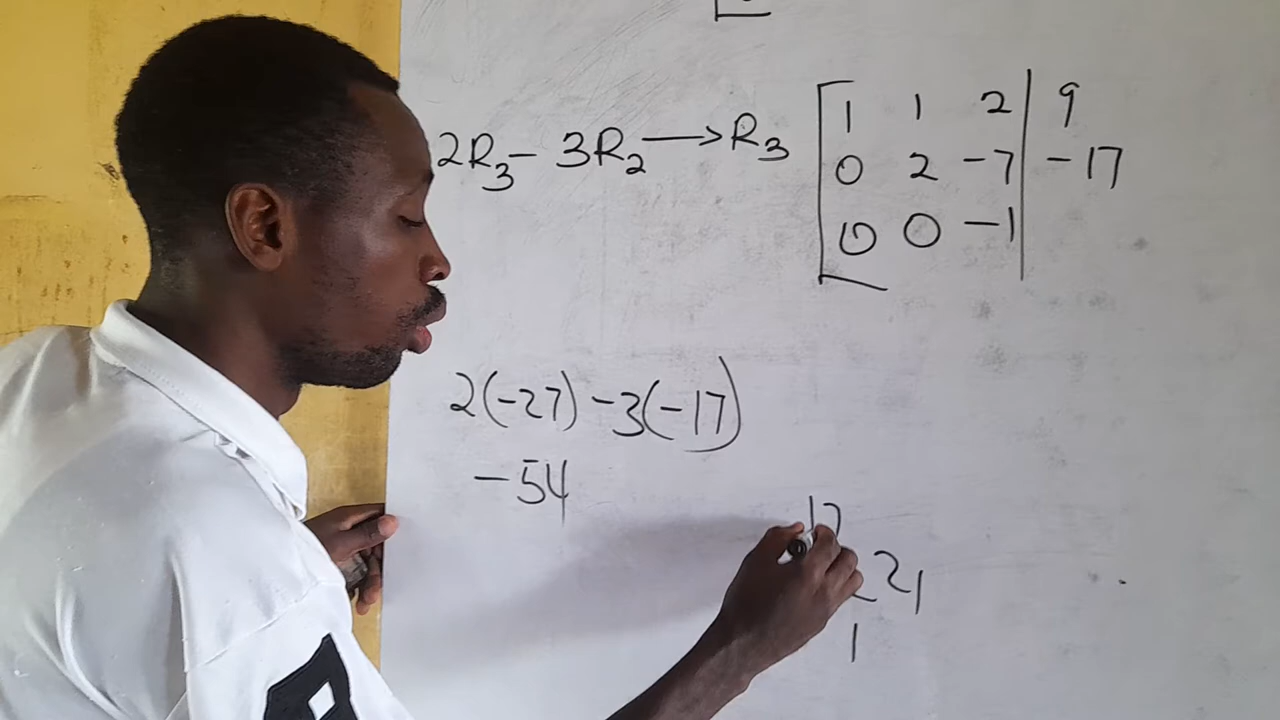 2R₃ - 3R₂ → R₃
1 1 2 | 9
0 2 -7 | -17
0 0 -1 |
2(-27) -3(-17)
-54
17
21
1